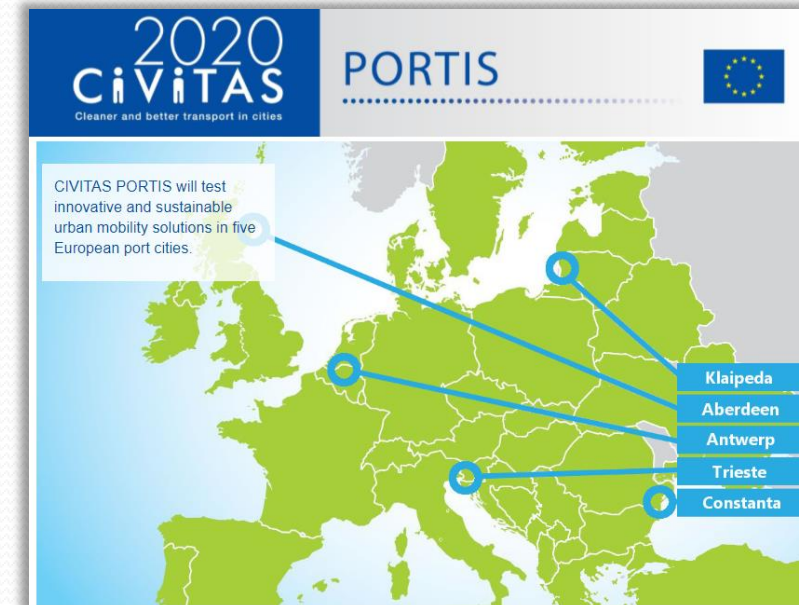 2020
CiViTAS
Cleaner and better transport in cities
PORTIS
CIVITAS PORTIS will test
innovative and sustainable
urban mobility solutions in five
European port cities.
Klaipeda
Aberdeen
Antwerp
Trieste
Constanta